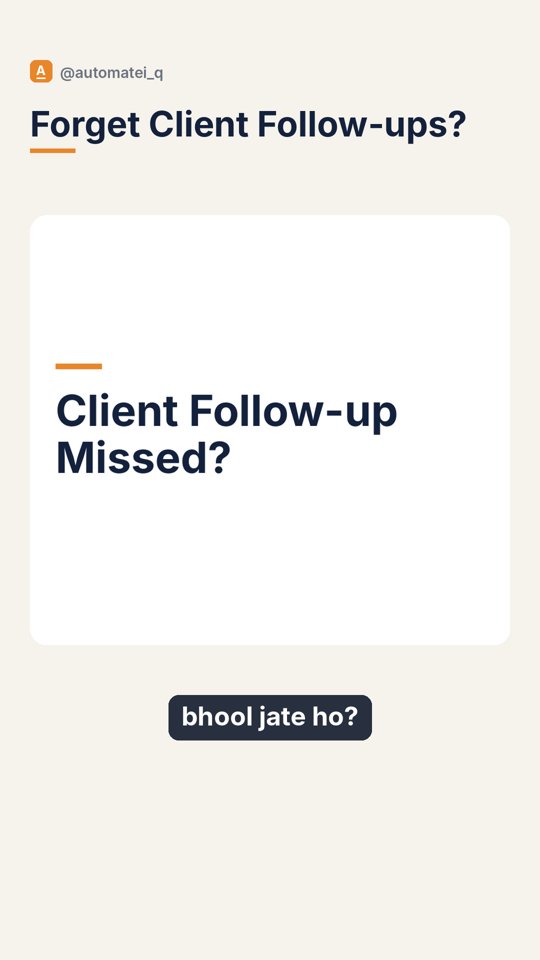 A
@automatei_q
Forget Client Follow-ups?
Client Follow-up
Missed?
bhool jate ho?